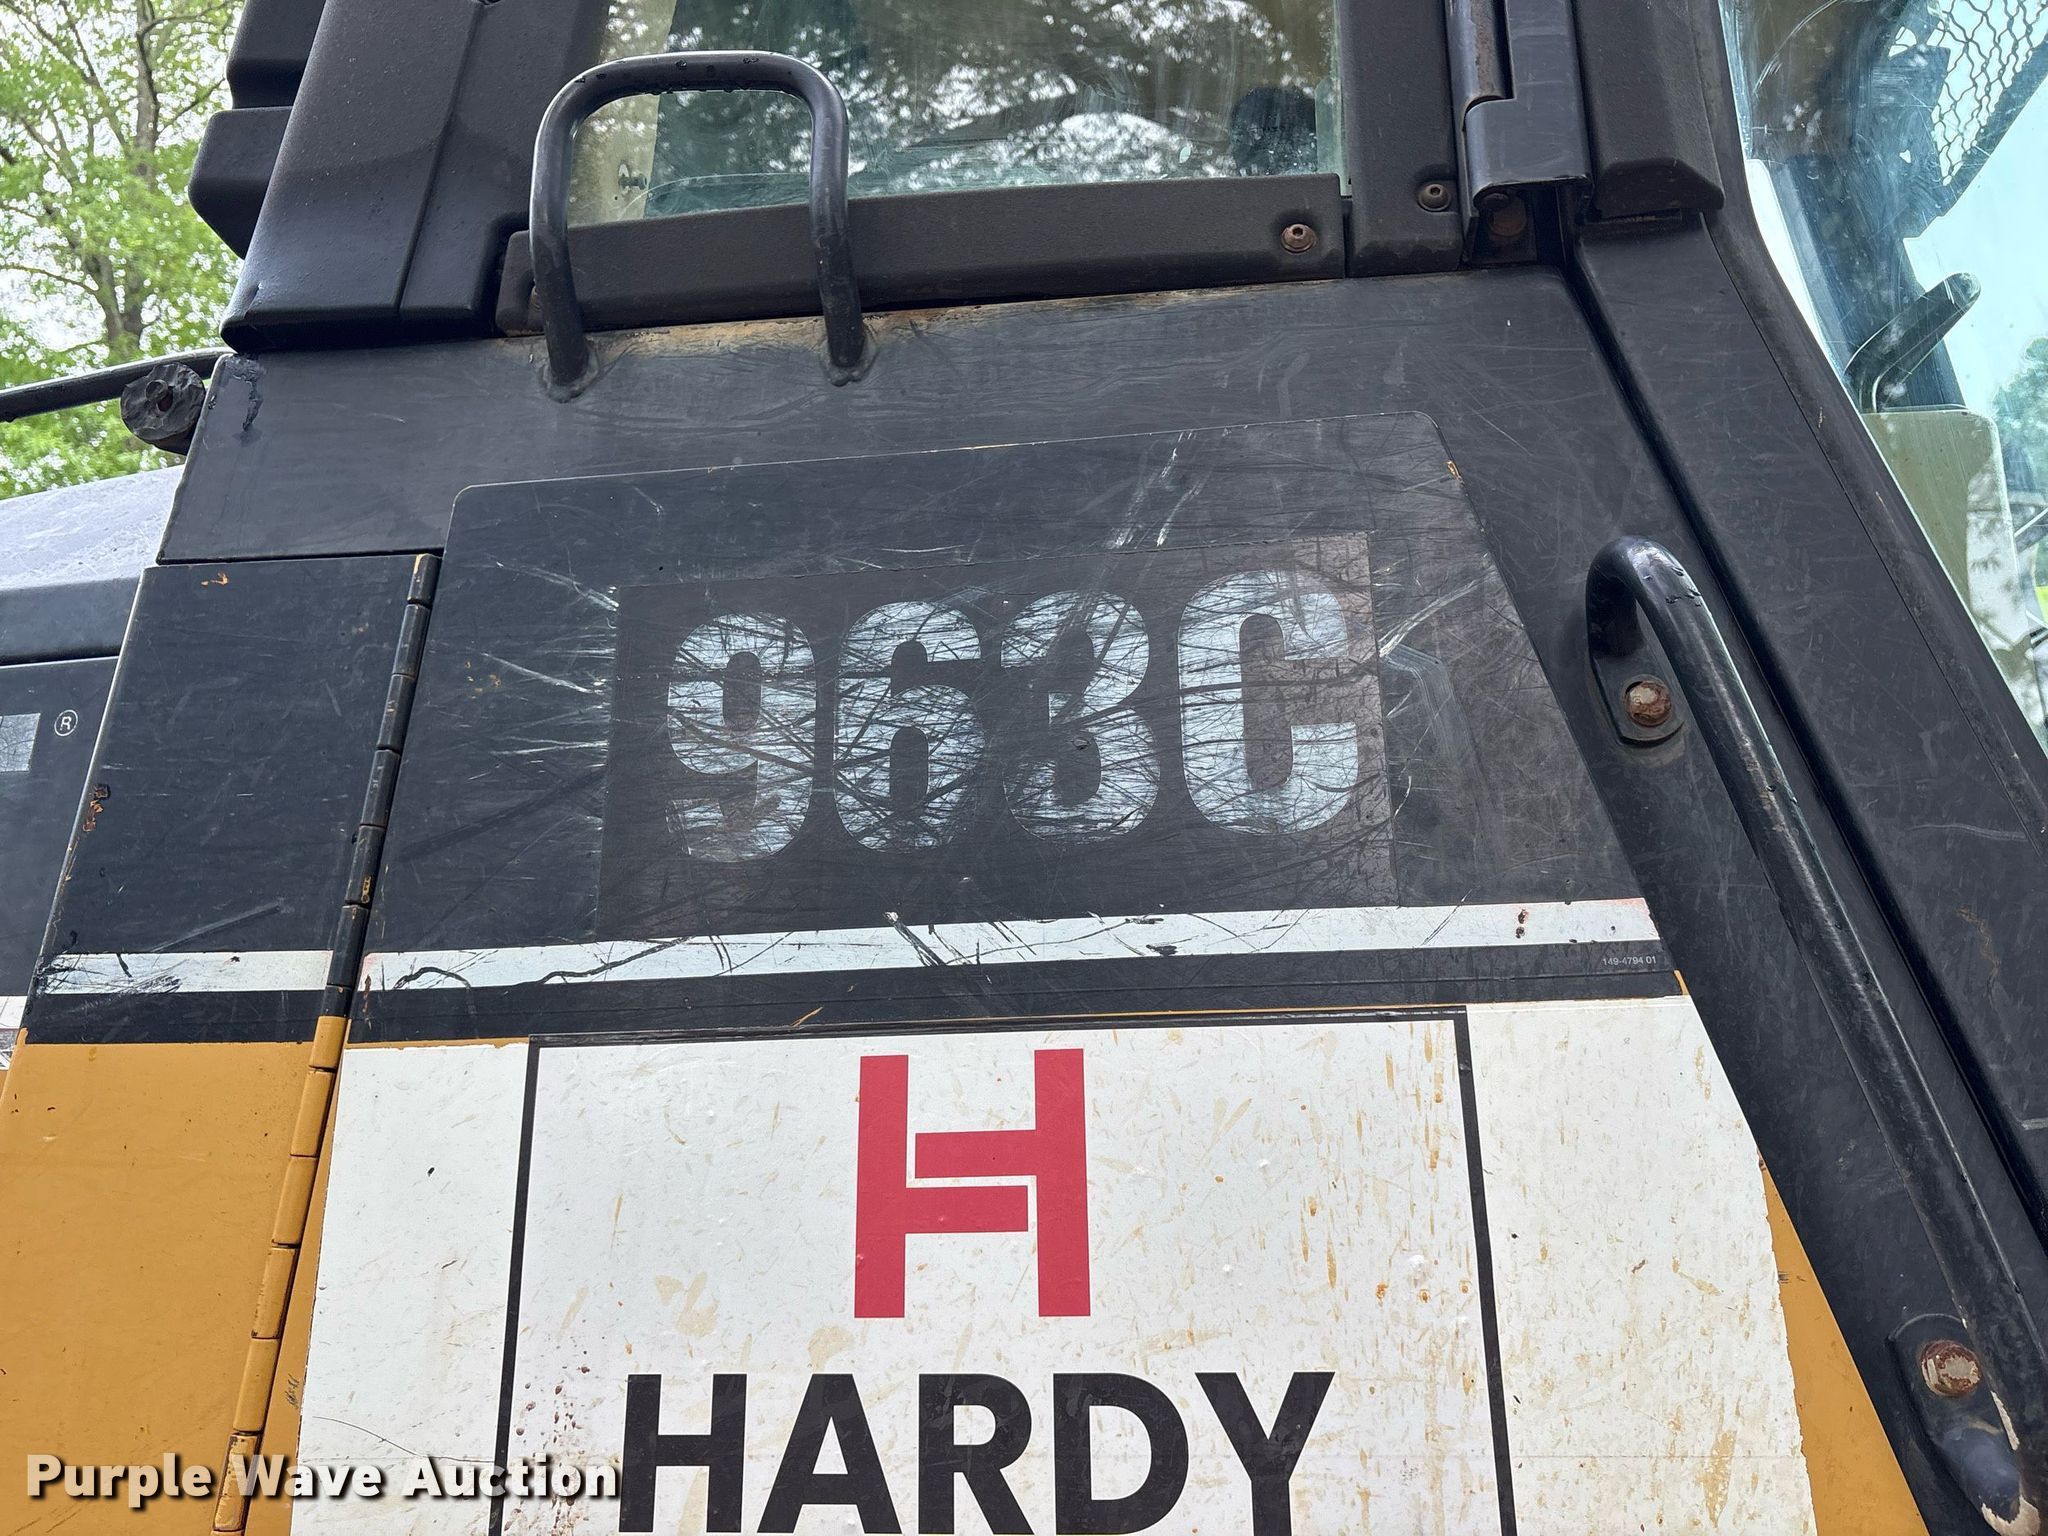 ®
963C
149-4794 01
H
HARDY
Purple Wave Auction